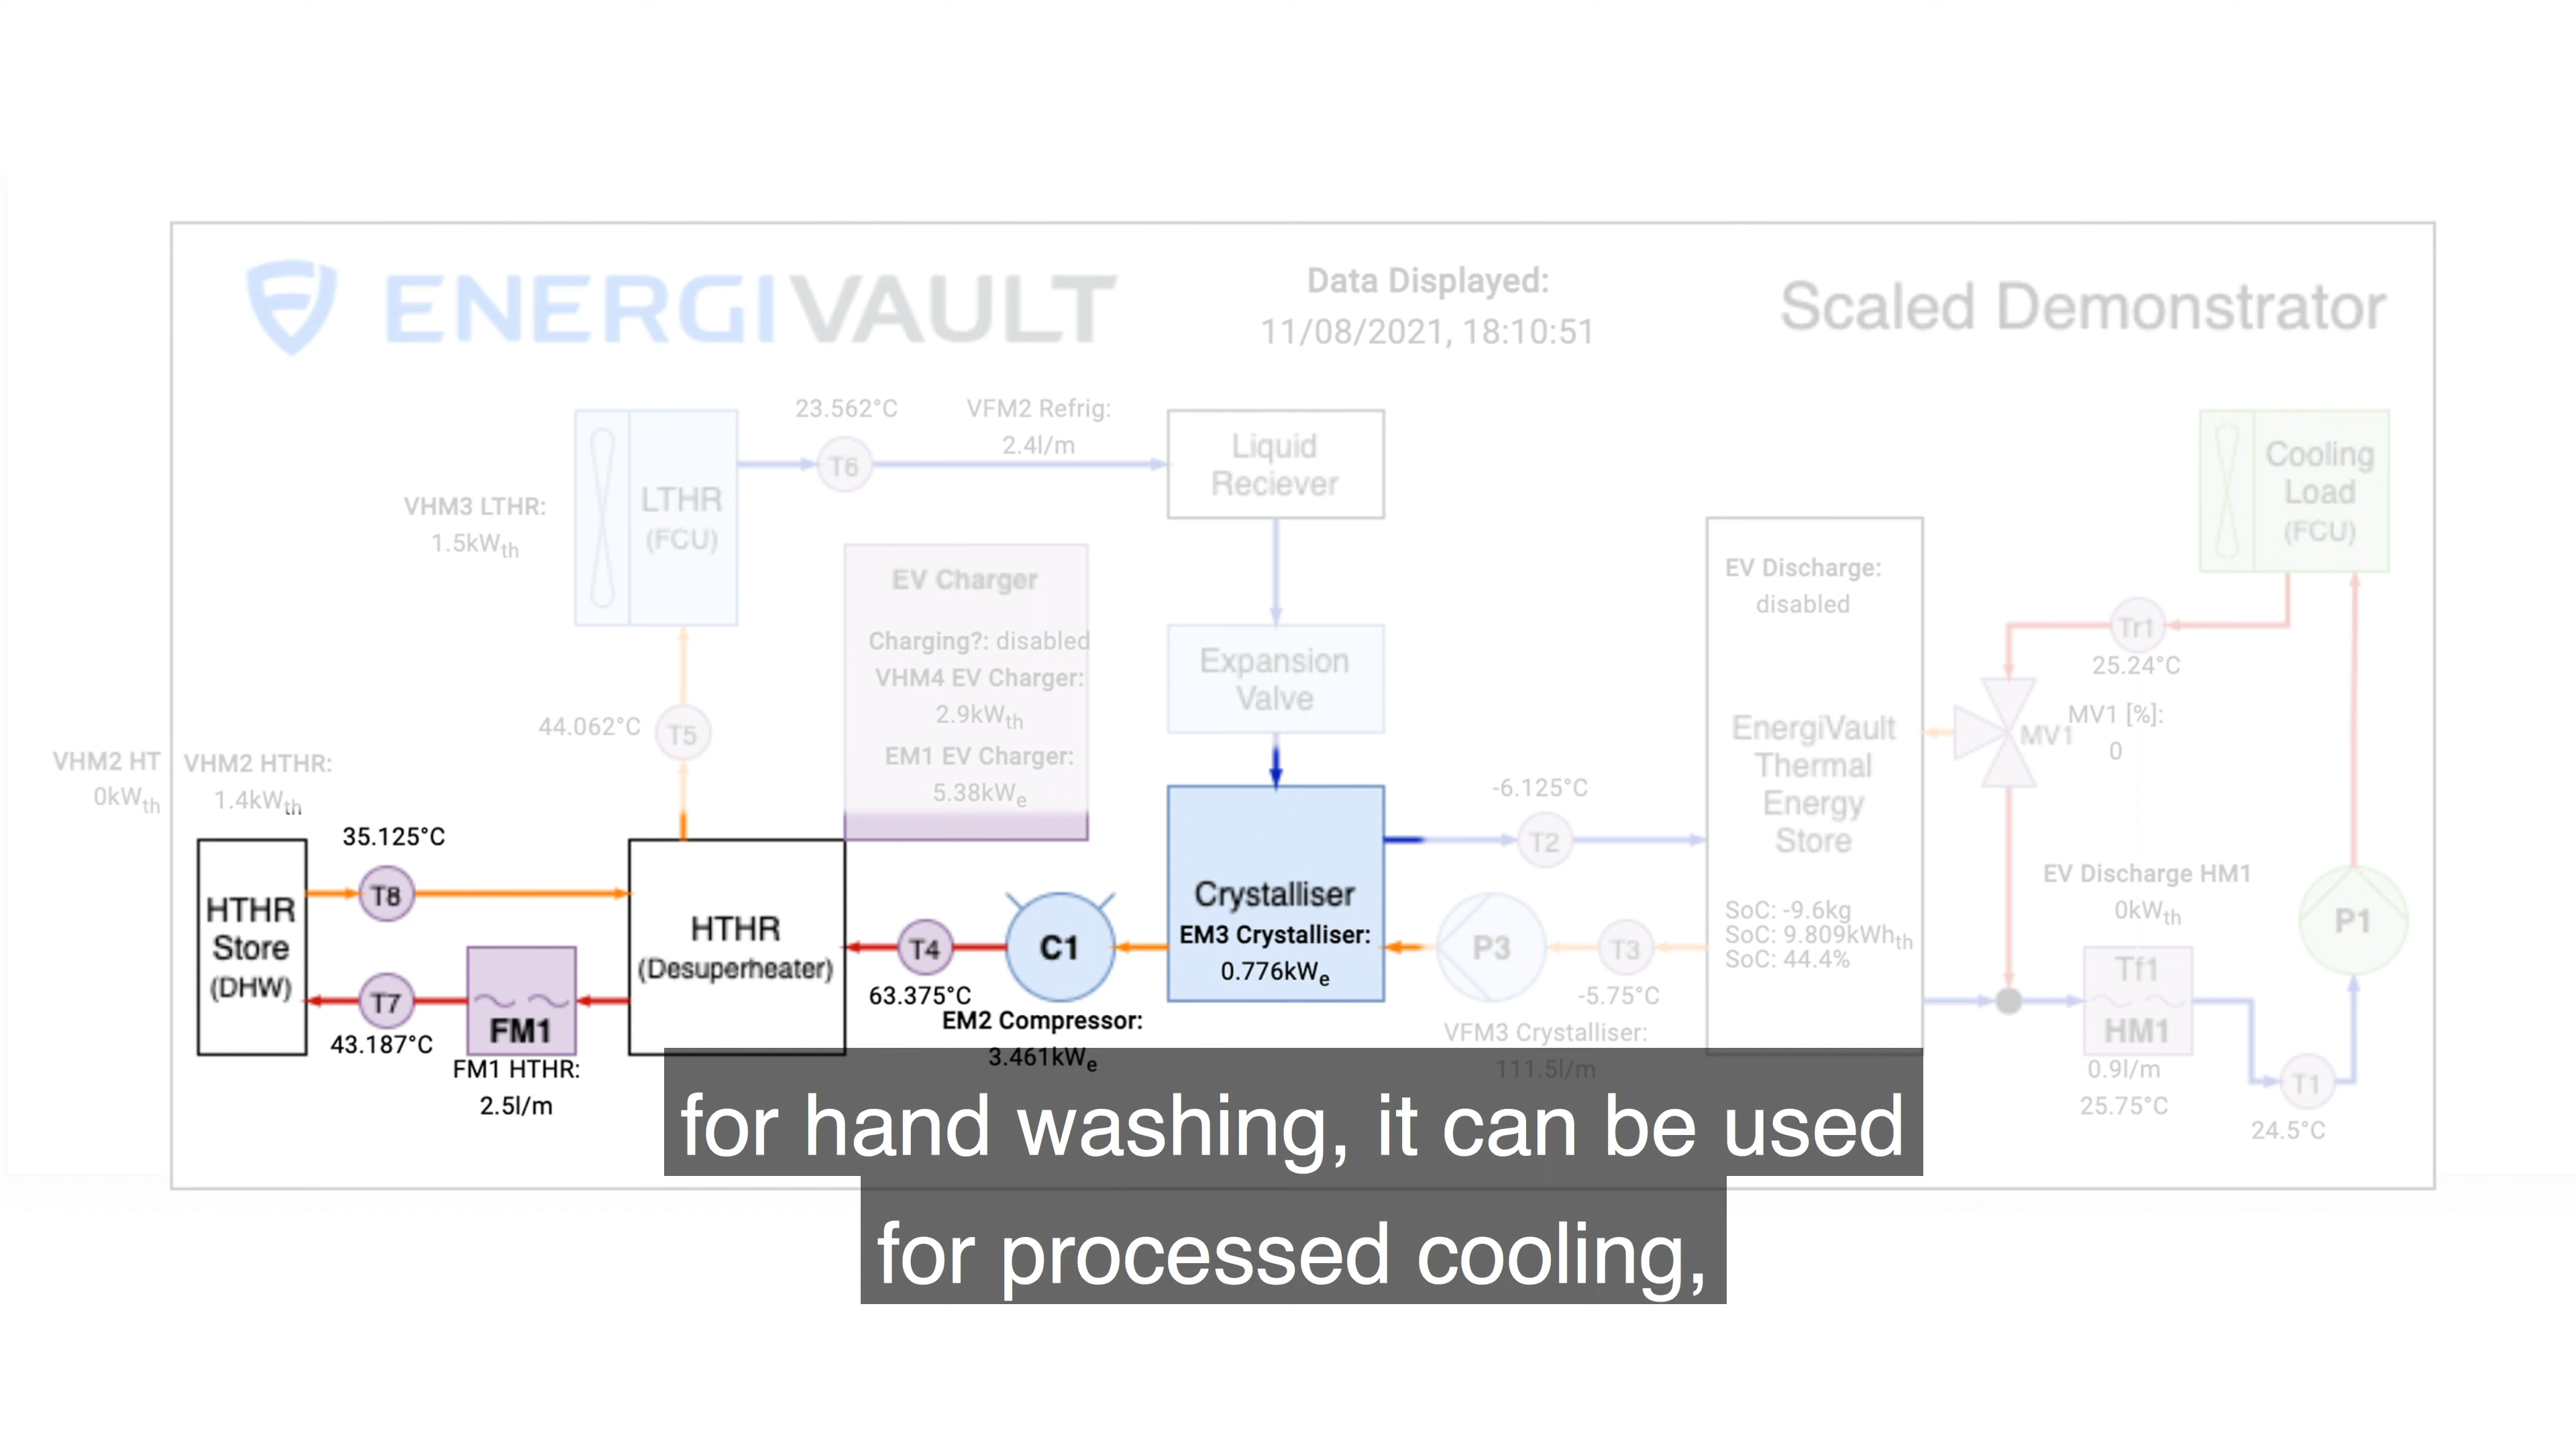 ENERGIVAULT
Data Displayed:
11/08/2021, 18:10:51
Scaled Demonstrator
23.562°C
T6
VFM2 Refrig:
2.4l/m
Liquid
Reciever
VHM3 LTHR:
1.5kWth
LTHR
(FCU)
Cooling
Load
(FCU)
EV Charger
Charging?: disabled
VHM4 EV Charger:
2.9kWth
EM1 EV Charger:
5.38kWe
Expansion
Valve
EV Discharge:
disabled
EnergiVault
Thermal
Energy
Store
SoC: -9.6kg
SoC: 9.809kWhth
SoC: 44.4%
Tr1
25.24°C
MV1
MV1 [%]:
0
44.062°C
T5
VHM2 HT
0kWth
VHM2 HTHR:
1.4kWth
35.125°C
T8
HTHR
Store
(DHW)
T7
43.187°C
FM1
FM1 HTHR:
2.5l/m
HTHR
(Desuperheater)
T4
63.375°C
C1
EM2 Compressor:
3.461kWe
Crystalliser
EM3 Crystalliser:
0.776kWe
-6.125°C
T2
P3
T3
-5.75°C
VFM3 Crystalliser:
111.5l/m
EV Discharge HM1
0kWth
Tf1
HM1
0.9l/m
25.75°C
P1
T1
24.5°C
for hand washing, it can be used
for processed cooling,